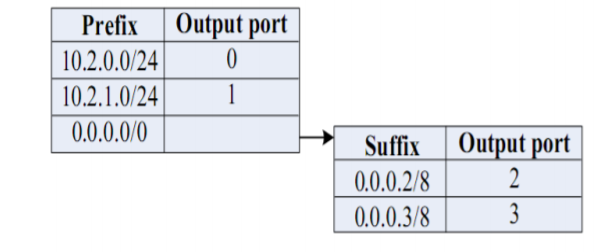 Prefix Output port
10.2.0.0/24 0
10.2.1.0/24 1
0.0.0.0/0
Suffix Output port
0.0.0.2/8 2
0.0.0.3/8 3